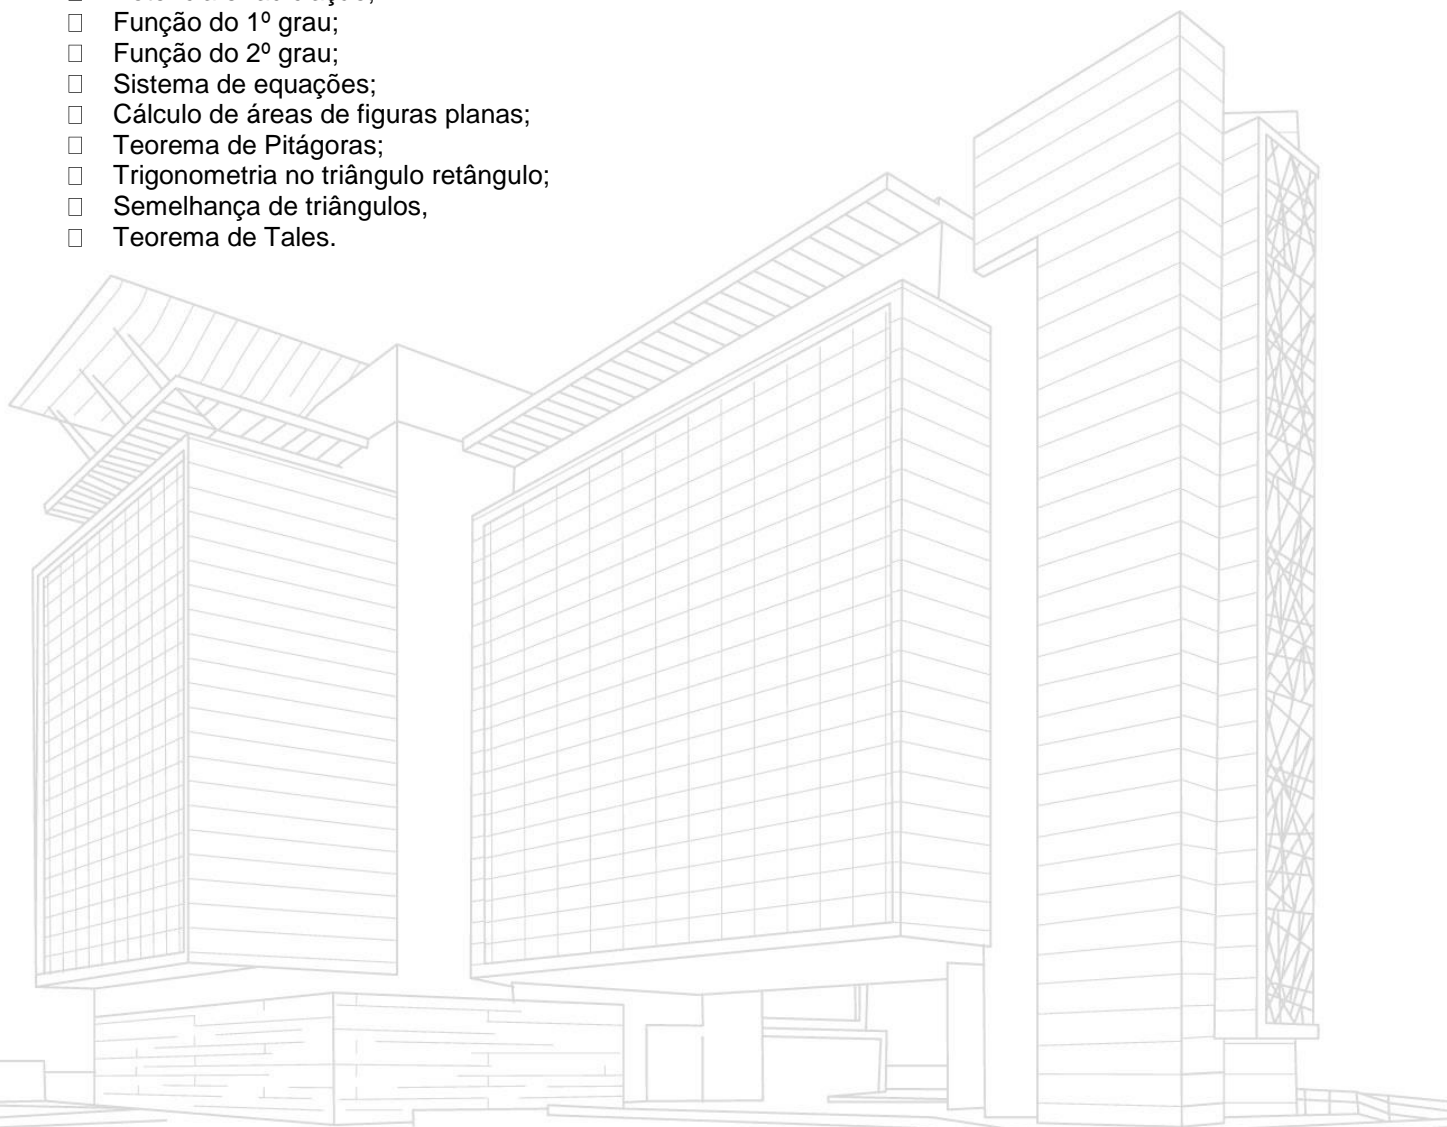 Função do 1º grau;
Função do 2º grau;
Sistema de equações;
Cálculo de áreas de figuras planas;
Teorema de Pitágoras;
Trigonometria no triângulo retângulo;
Semelhança de triângulos,
Teorema de Tales.